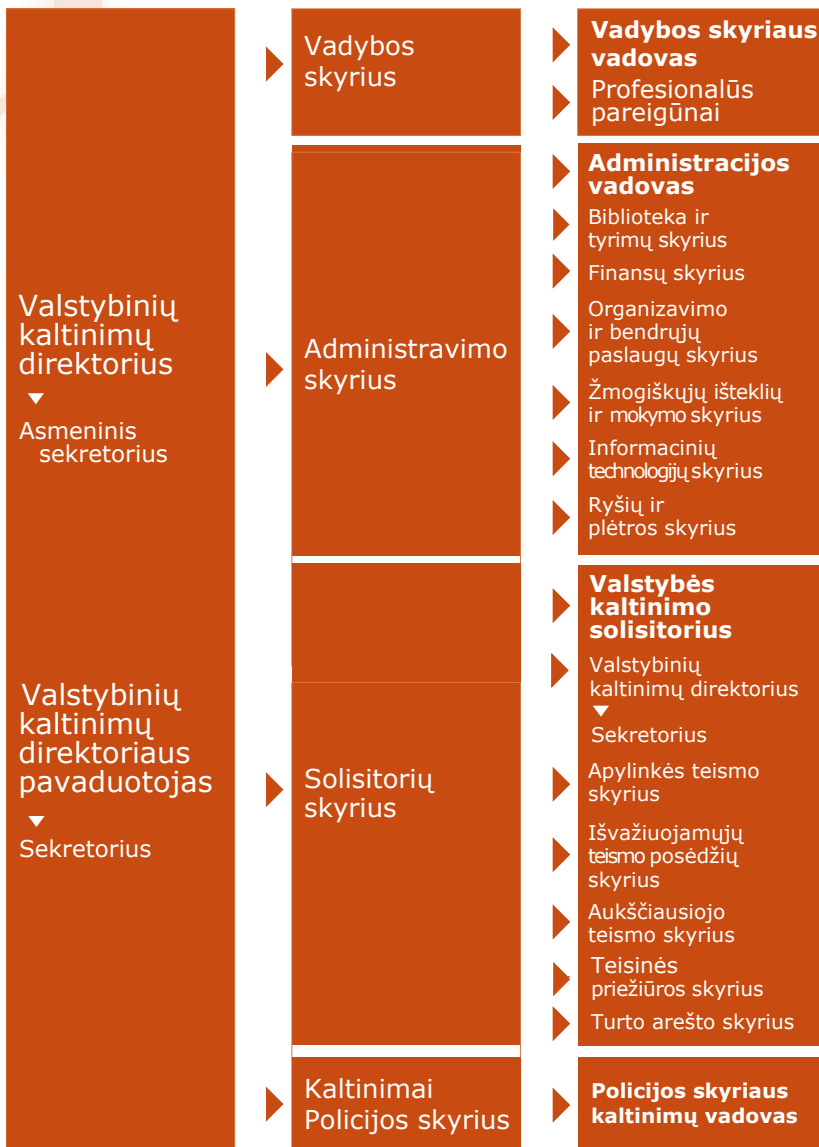 Valstybinių
kaltinimų
direktorius
Asmeninis
sekretorius
Valstybinių
kaltinimų
direktoriaus
pavaduotojas
Sekretorius
Vadybos
skyrius
Administravimo
skyrius
Solisitorių
skyrius
Kaltinimai
Policijos skyrius
Vadybos skyriaus
vadovas
Profesionalūs
pareigūnai
Administracijos
vadovas
Biblioteka ir
tyrimų skyrius
Finansų skyrius
Organizavimo
ir bendrųjų
paslaugų skyrius
Žmogiškųjų išteklių
ir mokymo skyrius
Informacinių
technologijų skyrius
Ryšių ir
plėtros skyrius
Valstybės
kaltinimo
solisitorius
Valstybinių
kaltinimų direktorius
Sekretorius
Apylinkės teismo
skyrius
Išvažiuojamųjų
teismo posėdžių
skyrius
Aukščiausiojo
teismo skyrius
Teisinės
priežiūros skyrius
Turto arešto skyrius
Policijos skyriaus
kaltinimų vadovas